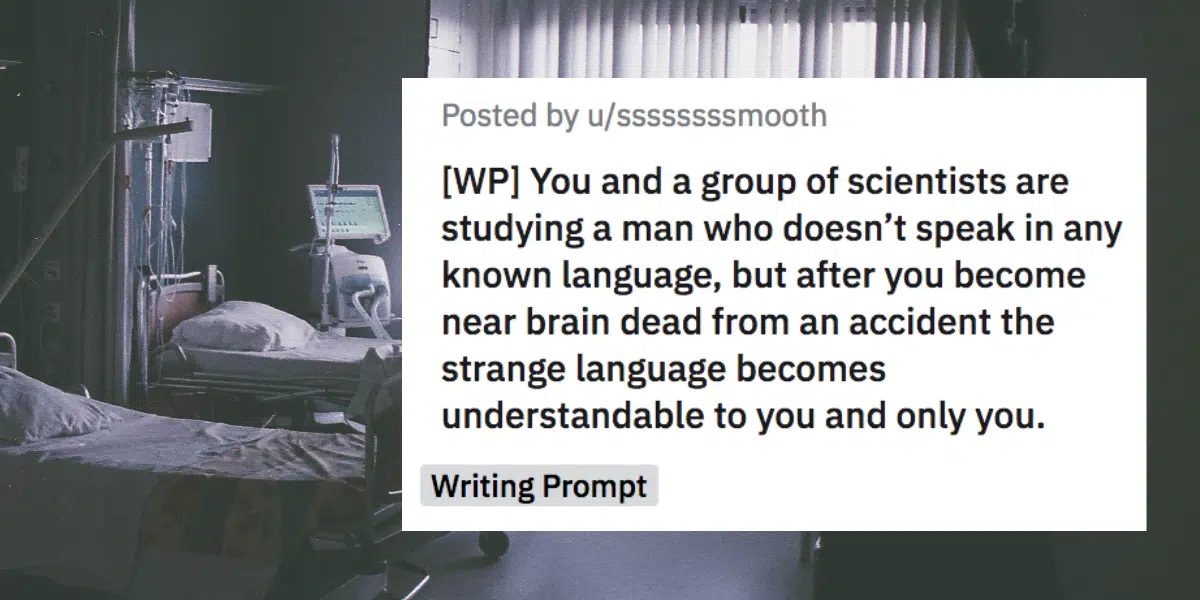 Posted by u/sssssssssmooth
[WP] You and a group of scientists are
studying a man who doesn’t speak in any
known language, but after you become
near brain dead from an accident the
strange language becomes
understandable to you and only you.
Writing Prompt